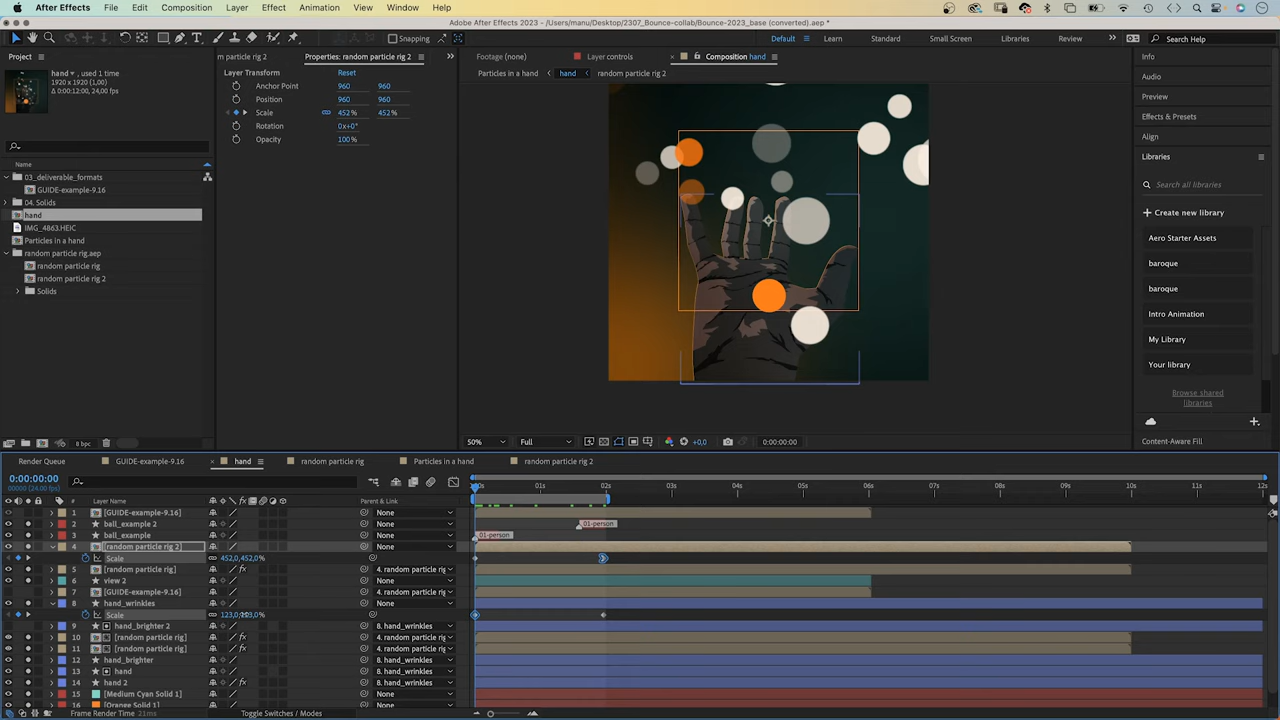 After Effects File Edit Composition Layer Effect Animation View Window Help
Adobe After Effects 2023 - /Users/manu/Desktop/2307_Bounce-collab/Bounce-2023_base (converted).aep *
Snapping
Default Learn Standard Small Screen Library Review Search Help
Project
m particle rig 2 Properties: random particle rig 2
Footage (none) Layer controls Composition hand
Particles in a hand hand random particle rig 2
hand , used 1 time
1920 x 1920 (1,00)
Δ 0:00:12:00, 24,00 fps
Layer Transform Reset
Anchor Point 960 960
Position 960 960
Scale 452% 452%
Rotation 0x+0°
Opacity 100%
Name
03_deliverable_formats
GUIDE-example-9.16
04. Solids
hand
IMG_4863.HEIC
Particles in a hand
random particle rig.aep
random particle rig
random particle rig 2
Solids
8 bpc
50% Full +0,0 0:00:00:00
Info
Audio
Preview
Effects & Presets
Align
Libraries
Search all libraries
Create new library
Aero Starter Assets
baroque
baroque
Intro Animation
My Library
Your library
Browse shared
libraries
Content-Aware Fill
Render Queue GUIDE-example-9.16 hand random particle rig Particles in a hand random particle rig 2
0:00:00:00
00000 (24.00 fps)
01s 02s 03s 04s 05s 06s 07s 08s 09s 10s 11s 12s
# Layer Name Parent & Link
1 [GUIDE-example-9.16] None
2 ball_example 2 None 01-person
3 ball_example None 01-person
4 [random particle rig 2] None
Scale 452,0,452,0%
5 [random particle rig] 4. random particle rig
6 view 2 None
7 [GUIDE-example-9.16] 4. random particle rig
8 hand_wrinkles None
Scale
9 hand_brighter 2 8. hand_wrinkles
10 [random particle rig] 4. random particle rig
11 [random particle rig] 4. random particle rig
12 hand_brighter 8. hand_wrinkles
13 hand 8. hand_wrinkles
14 hand 2 8. hand_wrinkles
15 [Medium Cyan Solid 1] None
16 [Orange Solid 1] None
Frame Render Time 21ms Toggle Switches / Modes